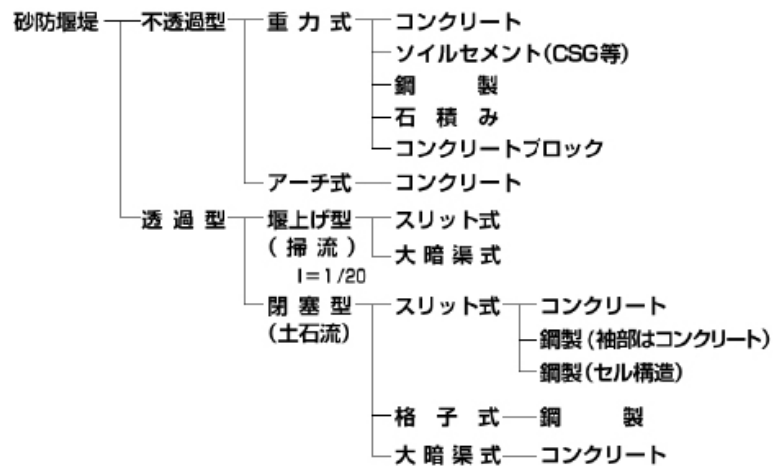 砂防堰堤 不透過型 重力式 コンクリート
ソイルセメント(CSG等)
鋼製
石積み
コンクリートブロック
アーチ式 コンクリート
透過型 堰上げ型 スリット式
(掃流) 大暗渠式
I=1/20
閉塞型 スリット式 コンクリート
(土石流) 鋼製(袖部はコンクリート)
鋼製(セル構造)
格子式 鋼製
大暗渠式 コンクリート